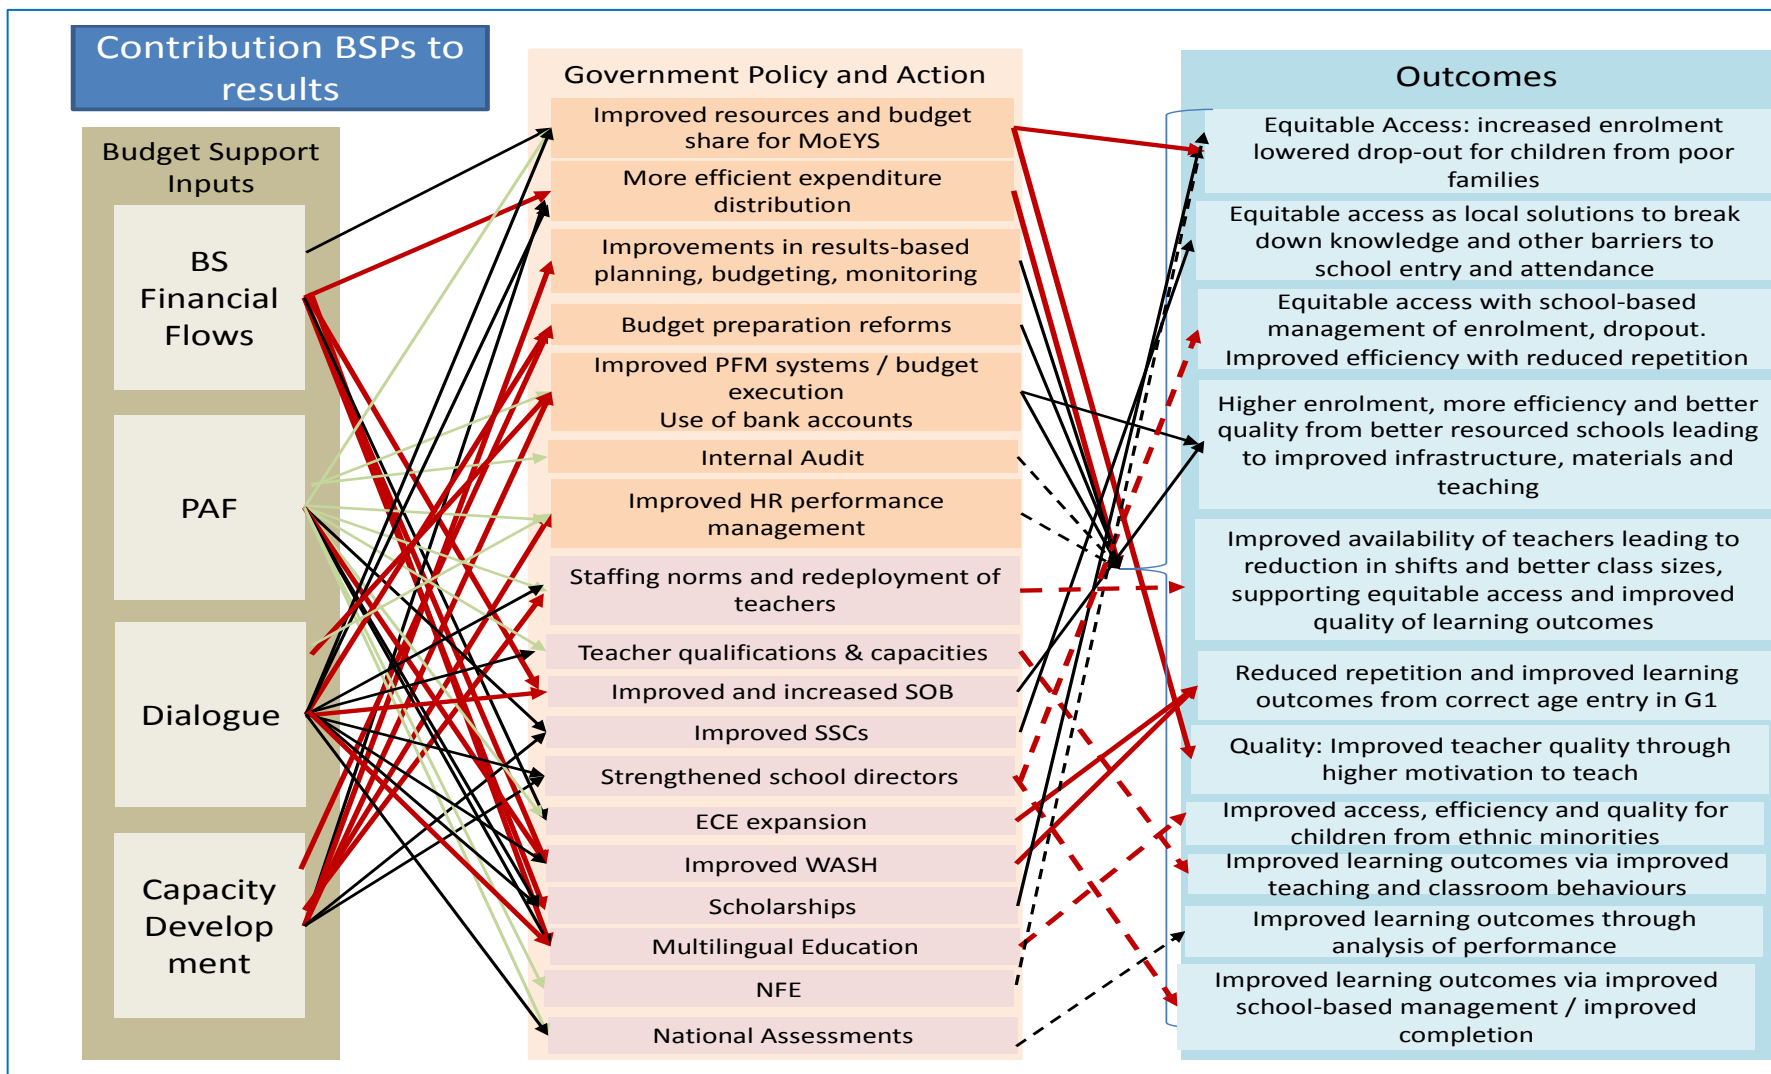 Contribution BSPs to
results
Budget Support
Inputs
BS
Financial
Flows
PAF
Dialogue
Capacity
Develop
ment
Government Policy and Action
Improved resources and budget
share for MoEYS
More efficient expenditure
distribution
Improvements in results-based
planning, budgeting, monitoring
Budget preparation reforms
Improved PFM systems / budget
execution
Use of bank accounts
Internal Audit
Improved HR performance
management
Staffing norms and redeployment of
teachers
Teacher qualifications & capacities
Improved and increased SOB
Improved SSCs
Strengthened school directors
ECE expansion
Improved WASH
Scholarships
Multilingual Education
NFE
National Assessments
Outcomes
Equitable Access: increased enrolment
lowered drop-out for children from poor
families
Equitable access as local solutions to break
down knowledge and other barriers to
school entry and attendance
Equitable access with school-based
management of enrolment, dropout.
Improved efficiency with reduced repetition
Higher enrolment, more efficiency and better
quality from better resourced schools leading
to improved infrastructure, materials and
teaching
Improved availability of teachers leading to
reduction in shifts and better class sizes,
supporting equitable access and improved
quality of learning outcomes
Reduced repetition and improved learning
outcomes from correct age entry in G1
Quality: Improved teacher quality through
higher motivation to teach
Improved access, efficiency and quality for
children from ethnic minorities
Improved learning outcomes via improved
teaching and classroom behaviours
Improved learning outcomes through
analysis of performance
Improved learning outcomes via improved
school-based management / improved
completion